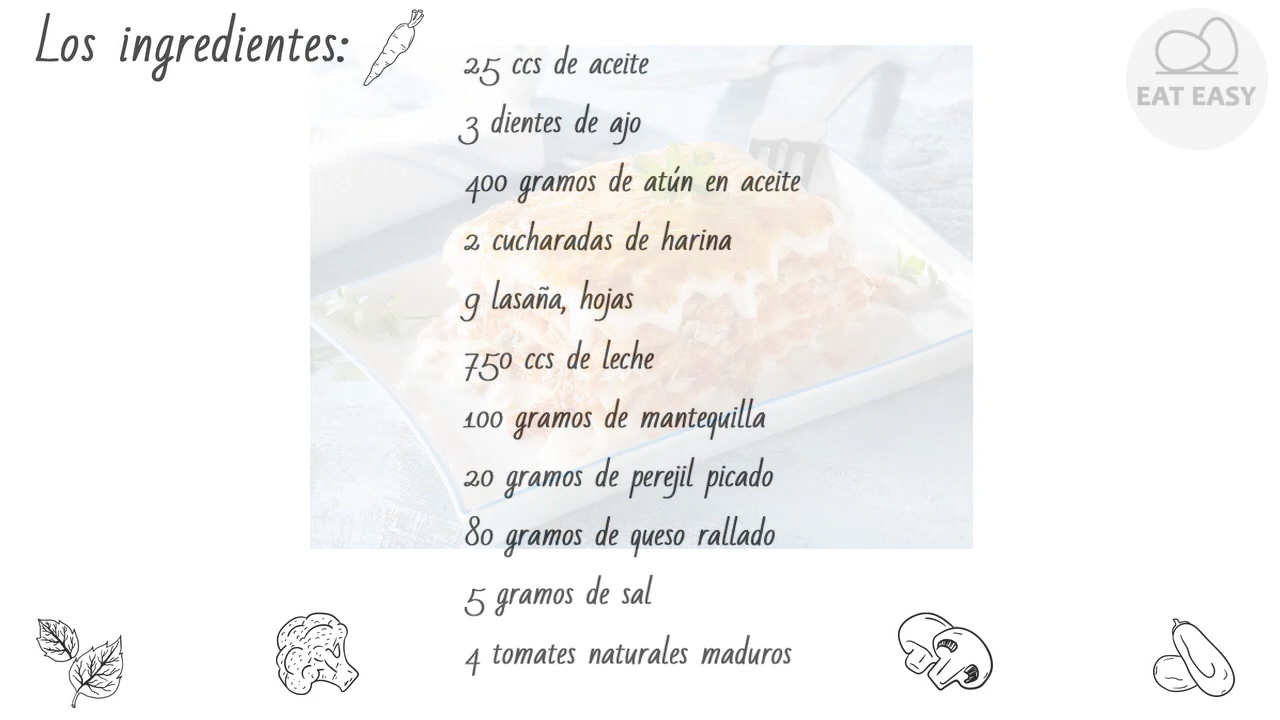 Los ingredientes:
25 ccs de aceite
3 dientes de ajo
400 gramos de atún en aceite
2 cucharadas de harina
9 lasaña, hojas
750 ccs de leche
100 gramos de mantequilla
20 gramos de perejil picado
80 gramos de queso rallado
5 gramos de sal
4 tomates naturales maduros
EAT EASY